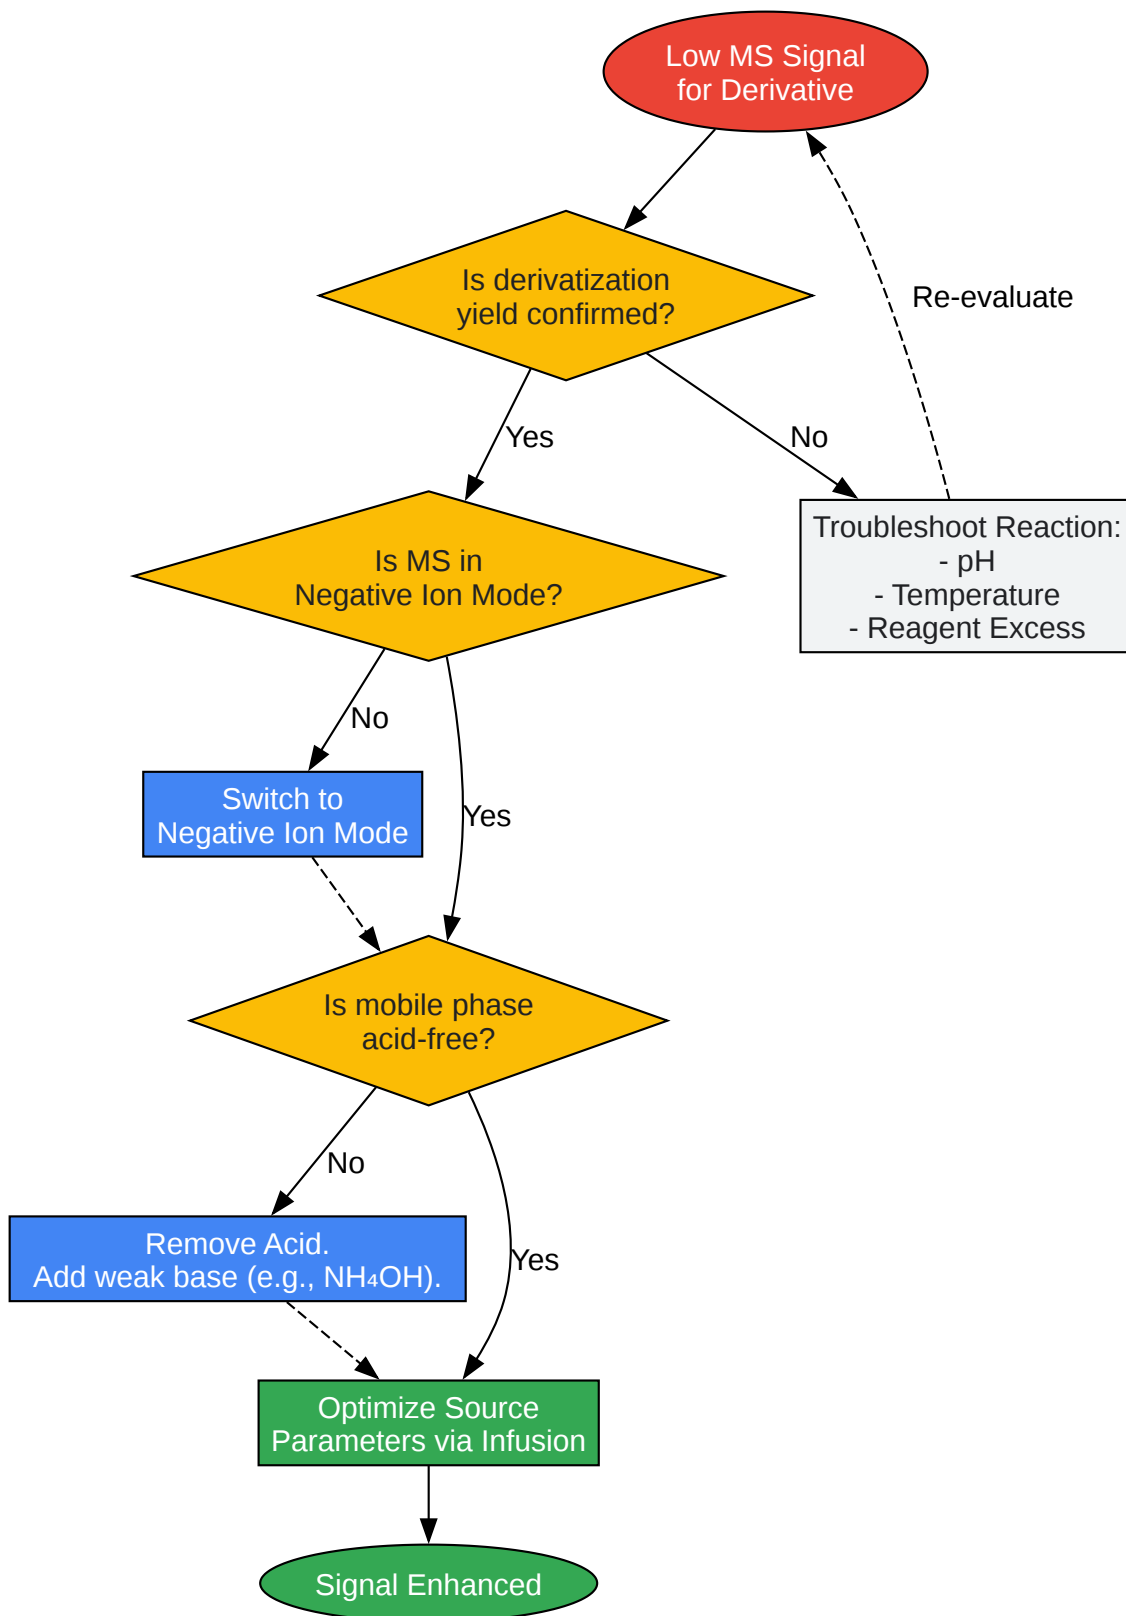 Low MS Signal
for Derivative
Is derivatization
yield confirmed?
Re-evaluate
Yes
No
Is MS in
Negative Ion Mode?
Troubleshoot Reaction:
- pH
- Temperature
- Reagent Excess
No
Switch to
Negative Ion Mode
Yes
Is mobile phase
acid-free?
No
Remove Acid.
Add weak base (e.g., NH₄OH).
Yes
Optimize Source
Parameters via Infusion
Signal Enhanced